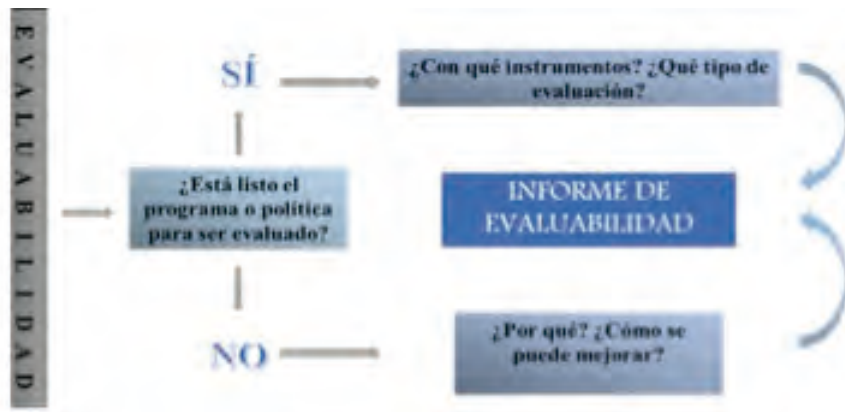 EVALUABILIDAD
SÍ
¿Con qué instrumentos? ¿Qué tipo de
evaluación?
¿Está listo el
programa o política
para ser evaluado?
INFORME DE
EVALUABILIDAD
NO
¿Por qué? ¿Cómo se
puede mejorar?